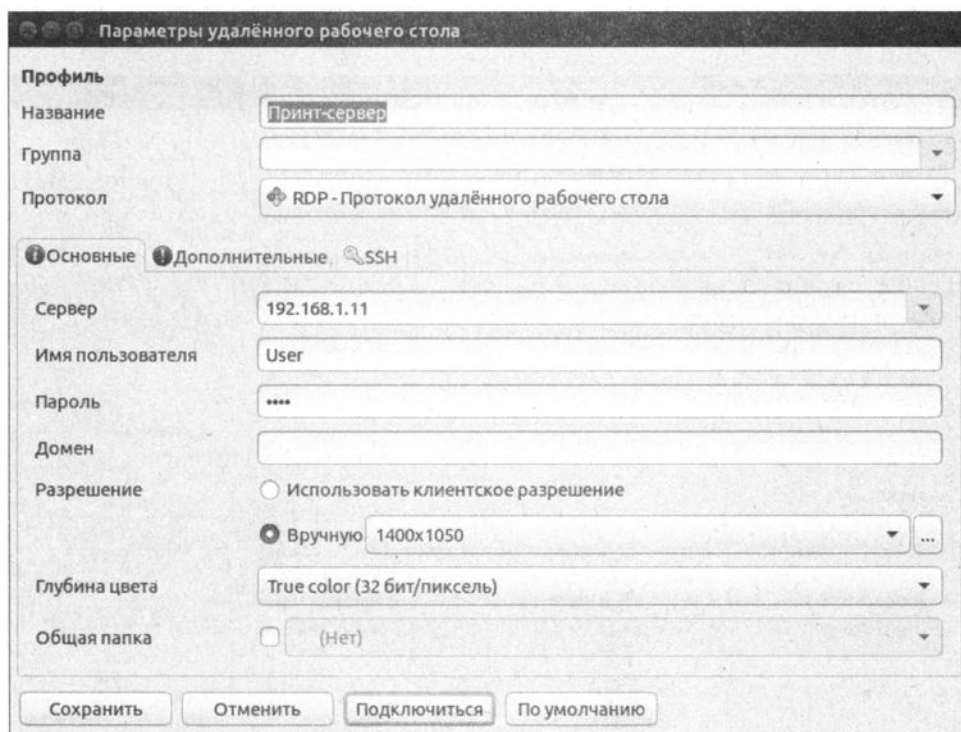 Параметры удалённого рабочего стола
Профиль
Название Принт-сервер
Группа
Протокол RDP - Протокол удалённого рабочего стола
Основные Дополнительные SSH
Сервер 192.168.1.11
Имя пользователя User
Пароль ••••
Домен
Разрешение Использовать клиентское разрешение
Вручную 1400x1050 ...
Глубина цвета True color (32 бит/пиксель)
Общая папка (Нет)
Сохранить Отменить Подключиться По умолчанию